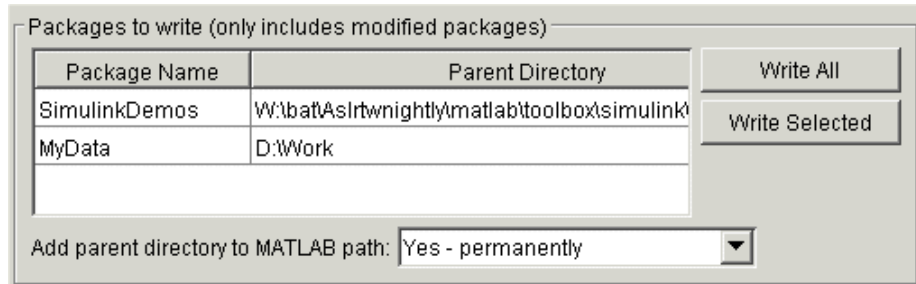 Packages to write (only includes modified packages)
Package Name Parent Directory Write All
SimulinkDemos W:\bat\Aslrtwnightly\matlab\toolbox\simulink\ Write Selected
MyData D:\Work
Add parent directory to MATLAB path: Yes - permanently